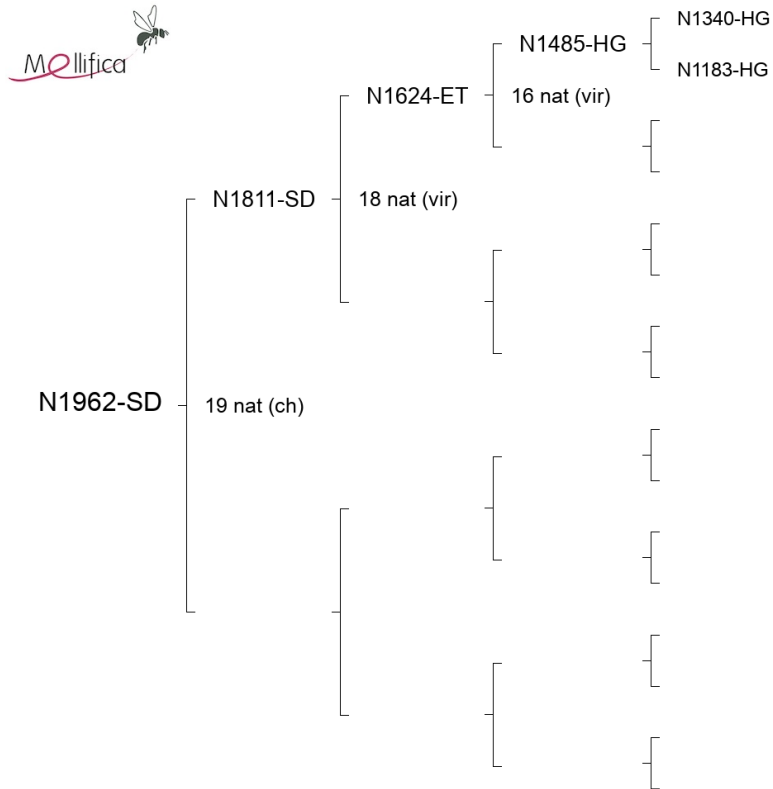 Mellifica
N1340-HG
N1485-HG
N1183-HG
N1624-ET
16 nat (vir)
N1811-SD
18 nat (vir)
N1962-SD
19 nat (ch)